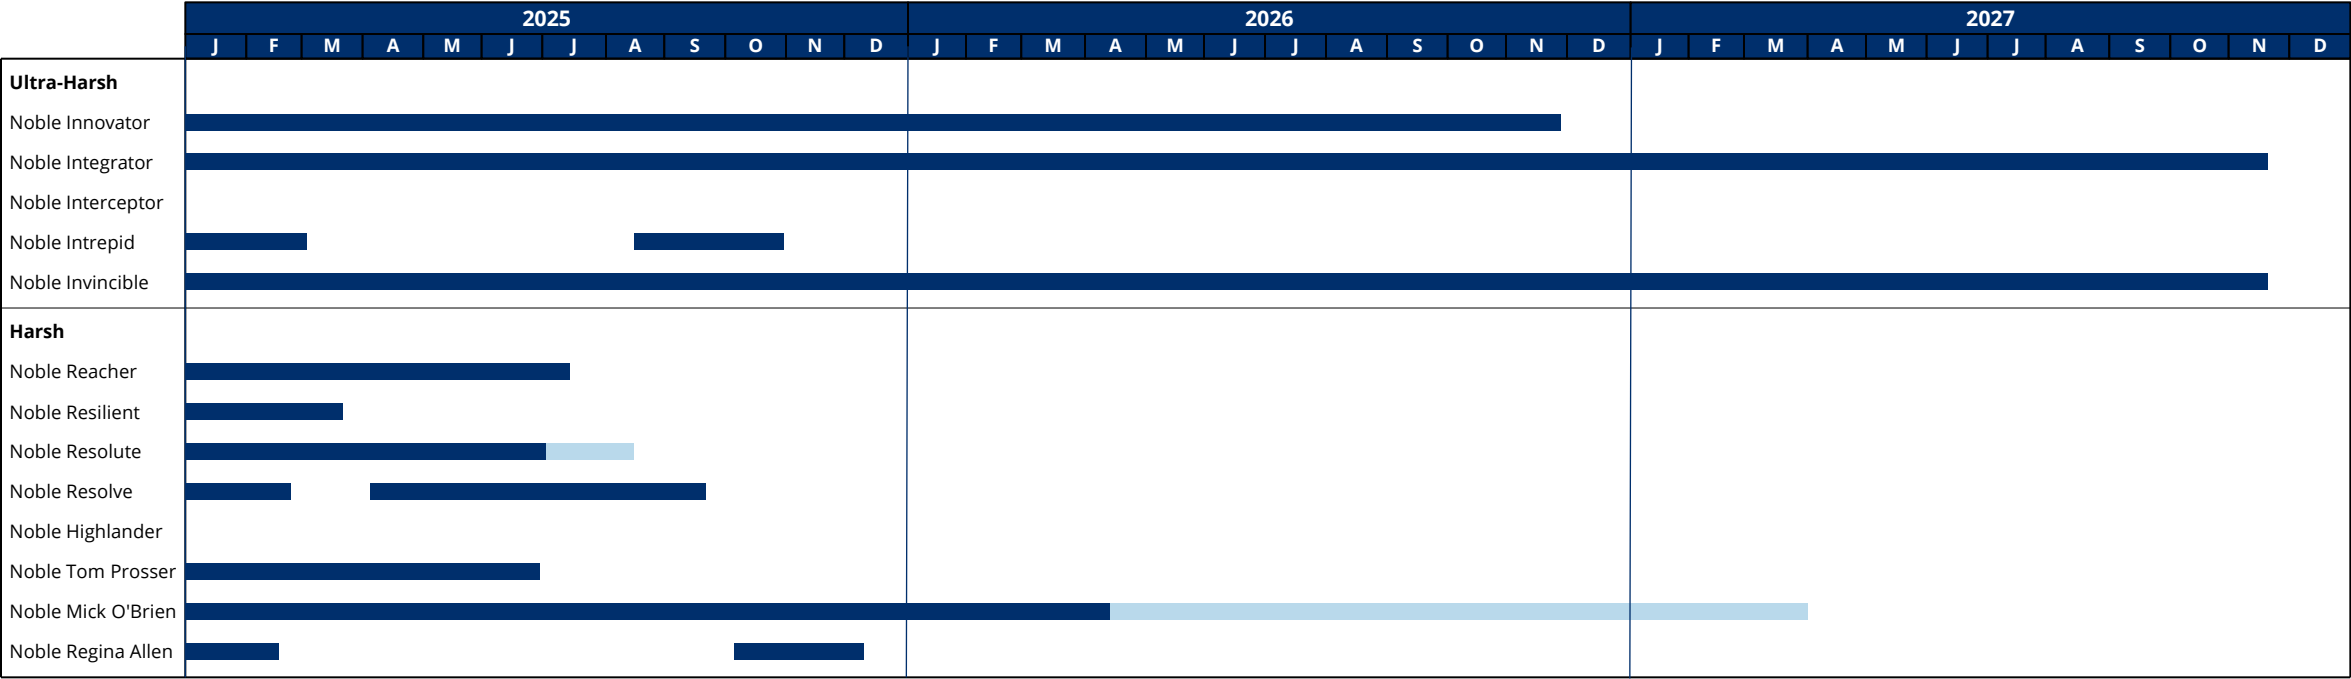 2025 2026 2027
J F M A M J J A S O N D J F M A M J J A S O N D J F M A M J J A S O N D
Ultra-Harsh
Noble Innovator
Noble Integrator
Noble Interceptor
Noble Intrepid
Noble Invincible
Harsh
Noble Reacher
Noble Resilient
Noble Resolute
Noble Resolve
Noble Highlander
Noble Tom Prosser
Noble Mick O'Brien
Noble Regina Allen